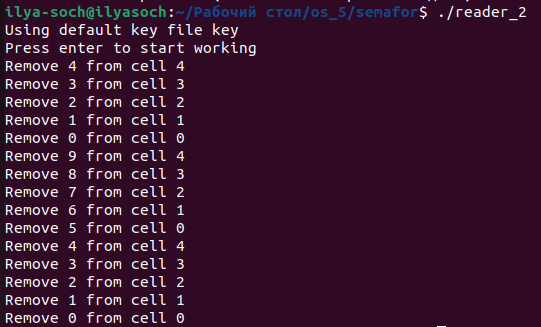 ilya-soch@ilyasoch:~/Рабочий стол/os_5/semafor$ ./reader_2
Using default key file key
Press enter to start working
Remove 4 from cell 4
Remove 3 from cell 3
Remove 2 from cell 2
Remove 1 from cell 1
Remove 0 from cell 0
Remove 9 from cell 4
Remove 8 from cell 3
Remove 7 from cell 2
Remove 6 from cell 1
Remove 5 from cell 0
Remove 4 from cell 4
Remove 3 from cell 3
Remove 2 from cell 2
Remove 1 from cell 1
Remove 0 from cell 0